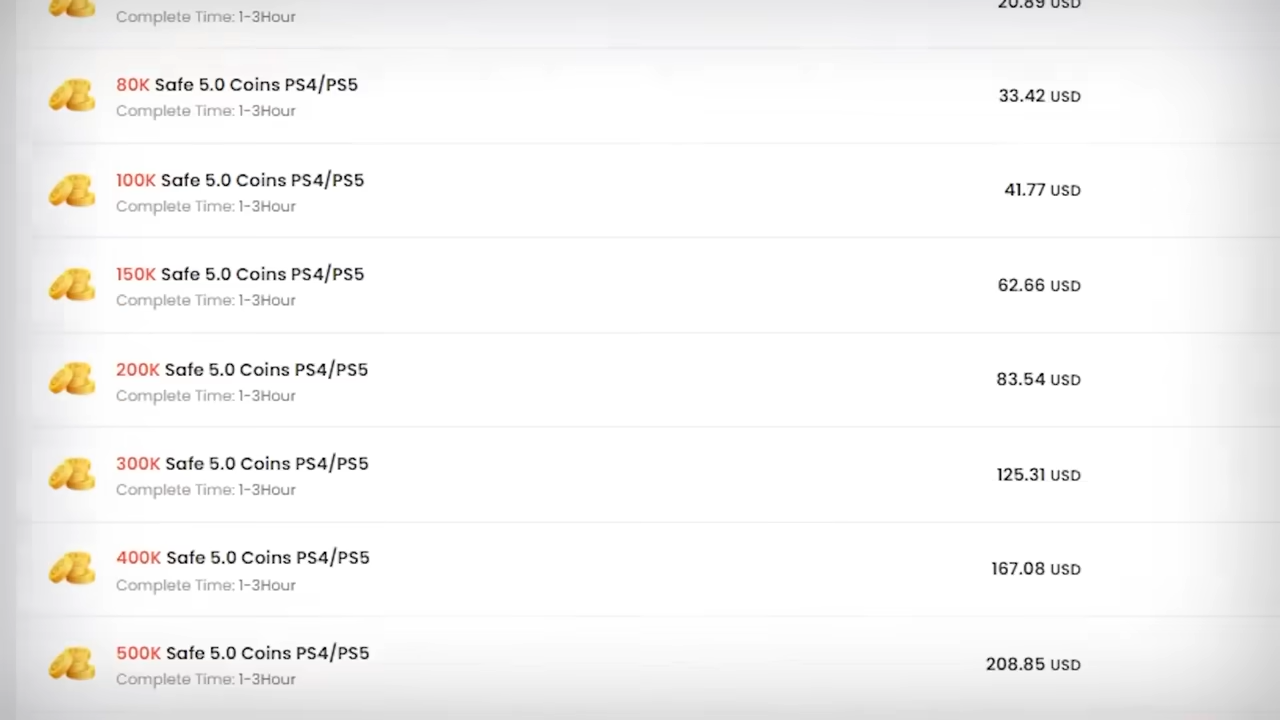 20.89 USD
Complete Time: 1-3Hour
80K Safe 5.0 Coins PS4/PS5
Complete Time: 1-3Hour
33.42 USD
100K Safe 5.0 Coins PS4/PS5
Complete Time: 1-3Hour
41.77 USD
150K Safe 5.0 Coins PS4/PS5
Complete Time: 1-3Hour
62.66 USD
200K Safe 5.0 Coins PS4/PS5
Complete Time: 1-3Hour
83.54 USD
300K Safe 5.0 Coins PS4/PS5
Complete Time: 1-3Hour
125.31 USD
400K Safe 5.0 Coins PS4/PS5
Complete Time: 1-3Hour
167.08 USD
500K Safe 5.0 Coins PS4/PS5
Complete Time: 1-3Hour
208.85 USD